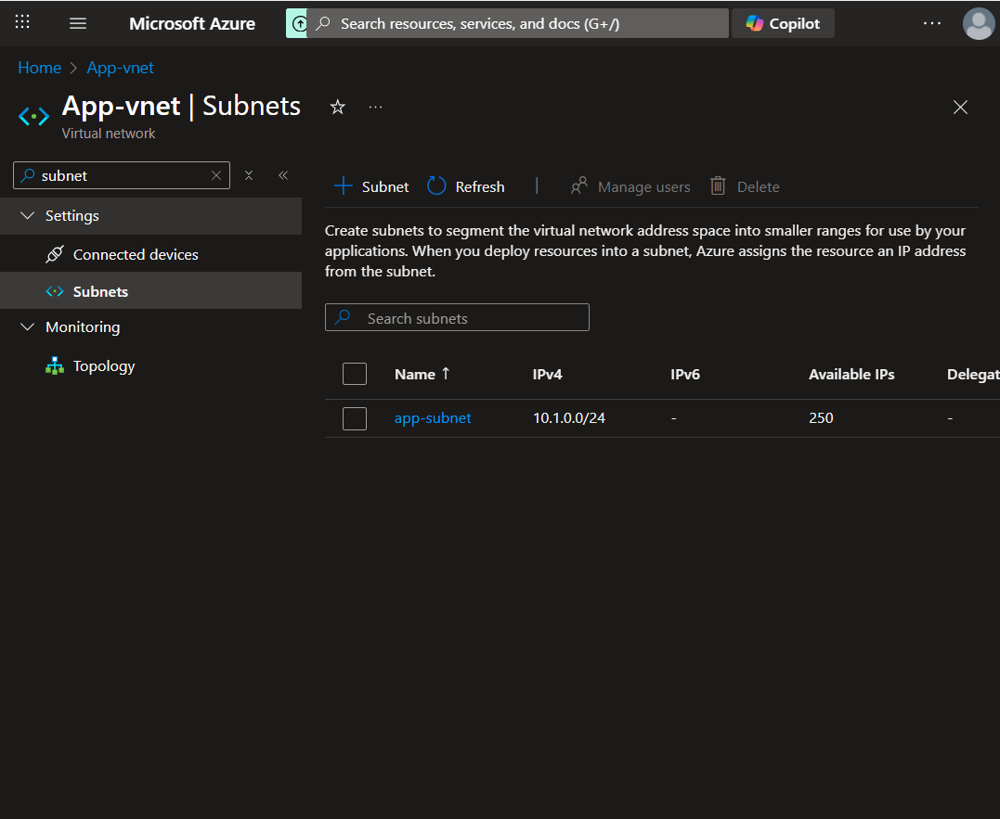 Microsoft Azure
Search resources, services, and docs (G+/)
Copilot
Home > App-vnet
App-vnet | Subnets
Virtual network
subnet
Settings
Connected devices
Subnets
Monitoring
Topology
+ Subnet Refresh | Manage users Delete
Create subnets to segment the virtual network address space into smaller ranges for use by your
applications. When you deploy resources into a subnet, Azure assigns the resource an IP address
from the subnet.
Search subnets
Name ↑ IPv4 IPv6 Available IPs Delegat
app-subnet 10.1.0.0/24 - 250 -